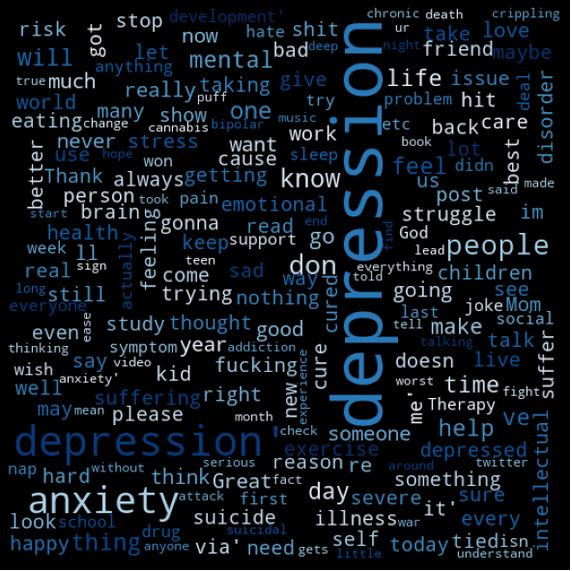 chronic death crippling
risk got stop development' hate shit ur take love
now bad deep night friend maybe
will let mental
true much anything really taking give life issue
world puff try problem hit deal disorder
eating change many show one music etc back care
cannabis bipolar work book
better never stress want know feel lot best
use hope won cause sleep us didn
Thank always getting post said made
person brain took pain emotional struggle im
start gonna read end God
health feeling keep support go find lead people
week ll actually teen don everything
real sign come sad way told children
long still trying nothing cured going see
everyone last joke Mom
even ease study thought good tell make social
thinking symptom year addiction cure talking talk
say video doesn live suffer
wish anxiety' kid fucking new experience worst time fight
well suffering right me' Therapy
may mean please month depression help ve
depression' check someone
exercise depressed intellectual
nap without serious reason re around twitter
hard think Great fact something
anxiety attack first day severe sure
look school suicide illness war it' every
drug suicidal self tiedisn
happy thing anyone via' need gets little today understand